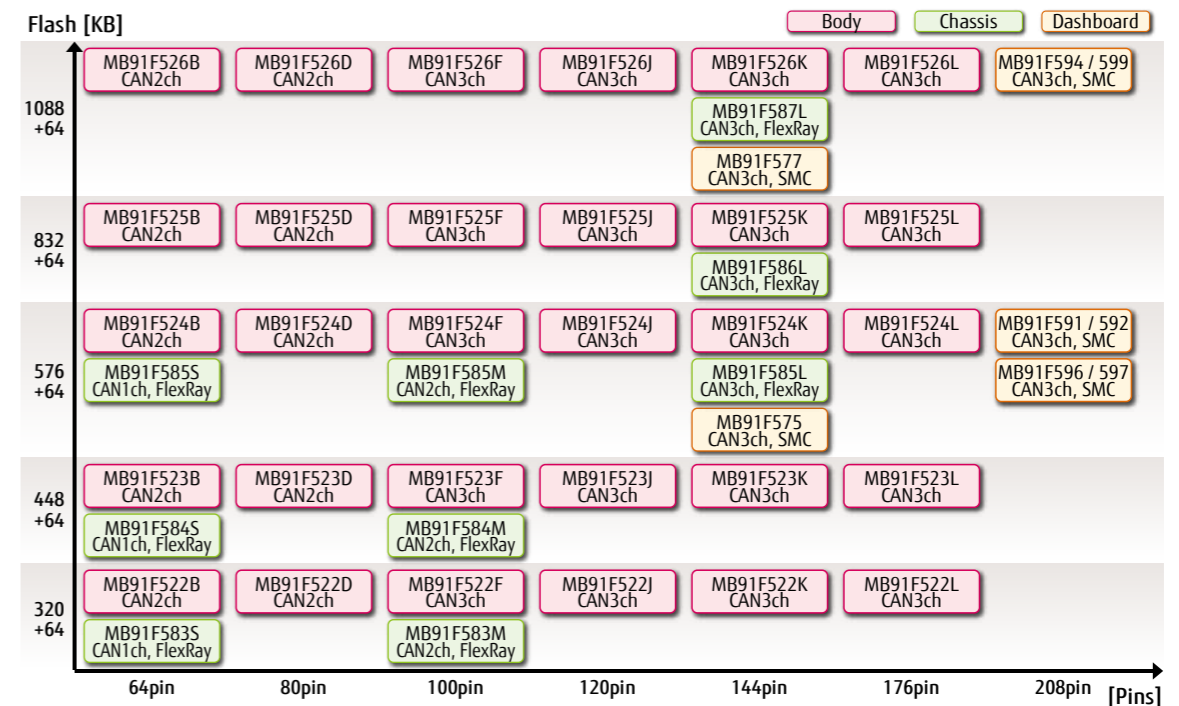 Flash [KB]
Body
Chassis
Dashboard
1088
+64
MB91F526B
CAN2ch
MB91F526D
CAN2ch
MB91F526F
CAN3ch
MB91F526J
CAN3ch
MB91F526K
CAN3ch
MB91F526L
CAN3ch
MB91F594 / 599
CAN3ch, SMC
MB91F587L
CAN3ch, FlexRay
MB91F577
CAN3ch, SMC
832
+64
MB91F525B
CAN2ch
MB91F525D
CAN2ch
MB91F525F
CAN3ch
MB91F525J
CAN3ch
MB91F525K
CAN3ch
MB91F525L
CAN3ch
MB91F586L
CAN3ch, FlexRay
576
+64
MB91F524B
CAN2ch
MB91F524D
CAN2ch
MB91F524F
CAN3ch
MB91F524J
CAN3ch
MB91F524K
CAN3ch
MB91F524L
CAN3ch
MB91F591 / 592
CAN3ch, SMC
MB91F585S
CAN1ch, FlexRay
MB91F585M
CAN2ch, FlexRay
MB91F585L
CAN3ch, FlexRay
MB91F596 / 597
CAN3ch, SMC
MB91F575
CAN3ch, SMC
448
+64
MB91F523B
CAN2ch
MB91F523D
CAN2ch
MB91F523F
CAN3ch
MB91F523J
CAN3ch
MB91F523K
CAN3ch
MB91F523L
CAN3ch
MB91F584S
CAN1ch, FlexRay
MB91F584M
CAN2ch, FlexRay
320
+64
MB91F522B
CAN2ch
MB91F522D
CAN2ch
MB91F522F
CAN3ch
MB91F522J
CAN3ch
MB91F522K
CAN3ch
MB91F522L
CAN3ch
MB91F583S
CAN1ch, FlexRay
MB91F583M
CAN2ch, FlexRay
64pin
80pin
100pin
120pin
144pin
176pin
208pin
[Pins]